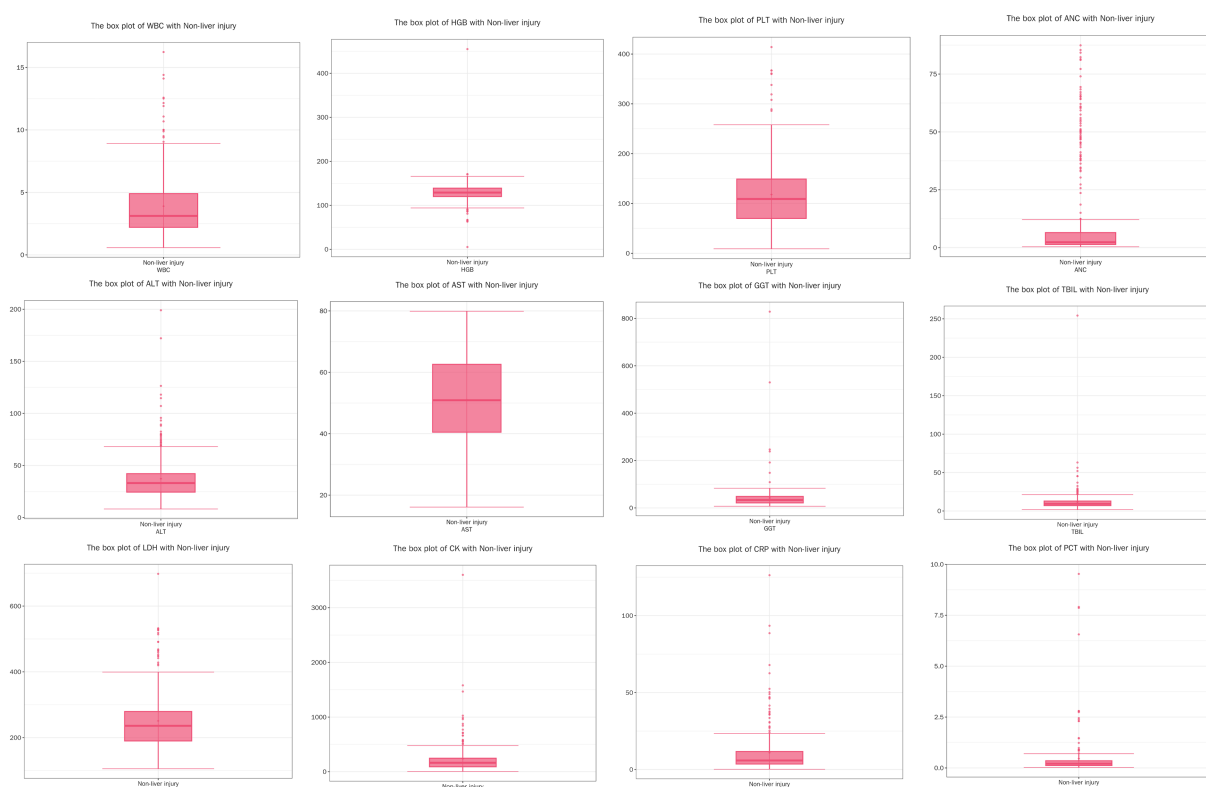 The box plot of WBC with Non-liver injury
15
10
5
0
Non-liver injury
WBC
The box plot of HGB with Non-liver injury
400
300
200
100
0
Non-liver injury
HGB
The box plot of PLT with Non-liver injury
400
300
200
100
0
Non-liver injury
PLT
The box plot of ANC with Non-liver injury
75
50
25
0
Non-liver injury
ANC
The box plot of ALT with Non-liver injury
200
150
100
50
0
Non-liver injury
ALT
The box plot of AST with Non-liver injury
80
60
40
20
Non-liver injury
AST
The box plot of GGT with Non-liver injury
800
600
400
200
0
Non-liver injury
GGT
The box plot of TBIL with Non-liver injury
250
200
150
100
50
0
Non-liver injury
TBIL
The box plot of LDH with Non-liver injury
600
400
200
Non-liver injury
The box plot of CK with Non-liver injury
3000
2000
1000
0
Non-liver injury
The box plot of CRP with Non-liver injury
100
50
0
Non-liver injury
The box plot of PCT with Non-liver injury
10.0
7.5
5.0
2.5
0.0
Non-liver injury